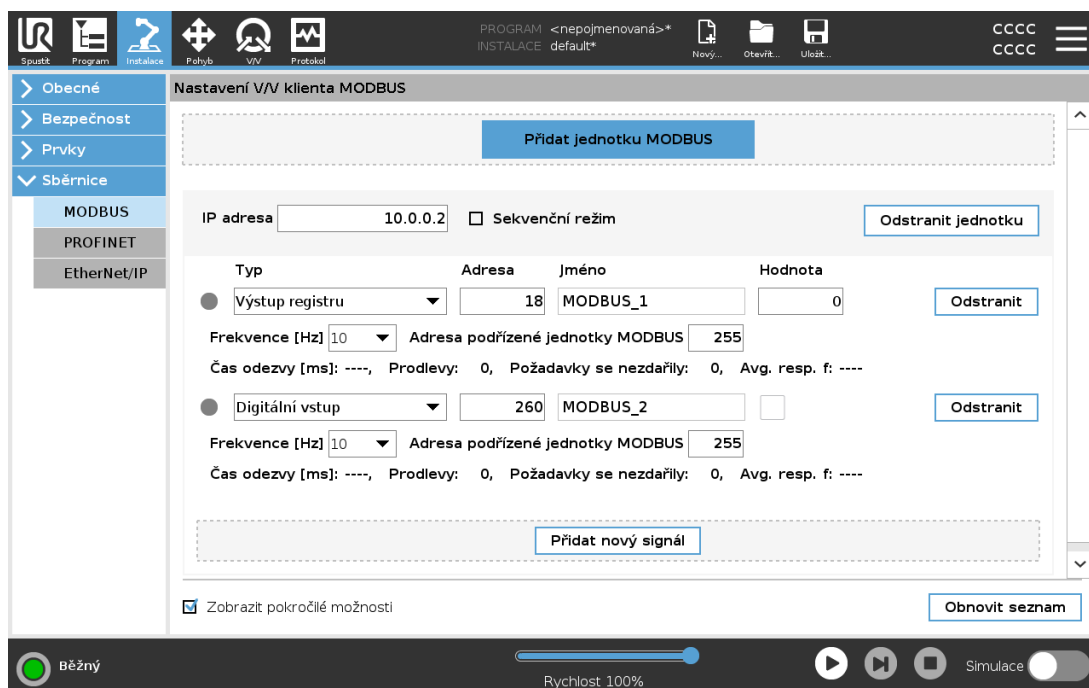 PROGRAM <nepojmenovaná>*
INSTALACE default*
CCCC
CCCC
Spustit Program Instalace Pohyb V/V Protokol Nový... Otevřít... Uložit...
Obecné
Bezpečnost
Prvky
Sběrnice
MODBUS
PROFINET
EtherNet/IP
Nastavení V/V klienta MODBUS
Přidat jednotku MODBUS
IP adresa 10.0.0.2 Sekvenční režim Odstranit jednotku
Typ Adresa Jméno Hodnota
Výstup registru 18 MODBUS_1 0 Odstranit
Frekvence [Hz] 10 Adresa podřízené jednotky MODBUS 255
Čas odezvy [ms]: ----, Prodlevy: 0, Požadavky se nezdařily: 0, Avg. resp. f: ----
Digitální vstup 260 MODBUS_2 Odstranit
Frekvence [Hz] 10 Adresa podřízené jednotky MODBUS 255
Čas odezvy [ms]: ----, Prodlevy: 0, Požadavky se nezdařily: 0, Avg. resp. f: ----
Přidat nový signál
Zobrazit pokročilé možnosti Obnovit seznam
Běžný
Rychlost 100%
Simulace